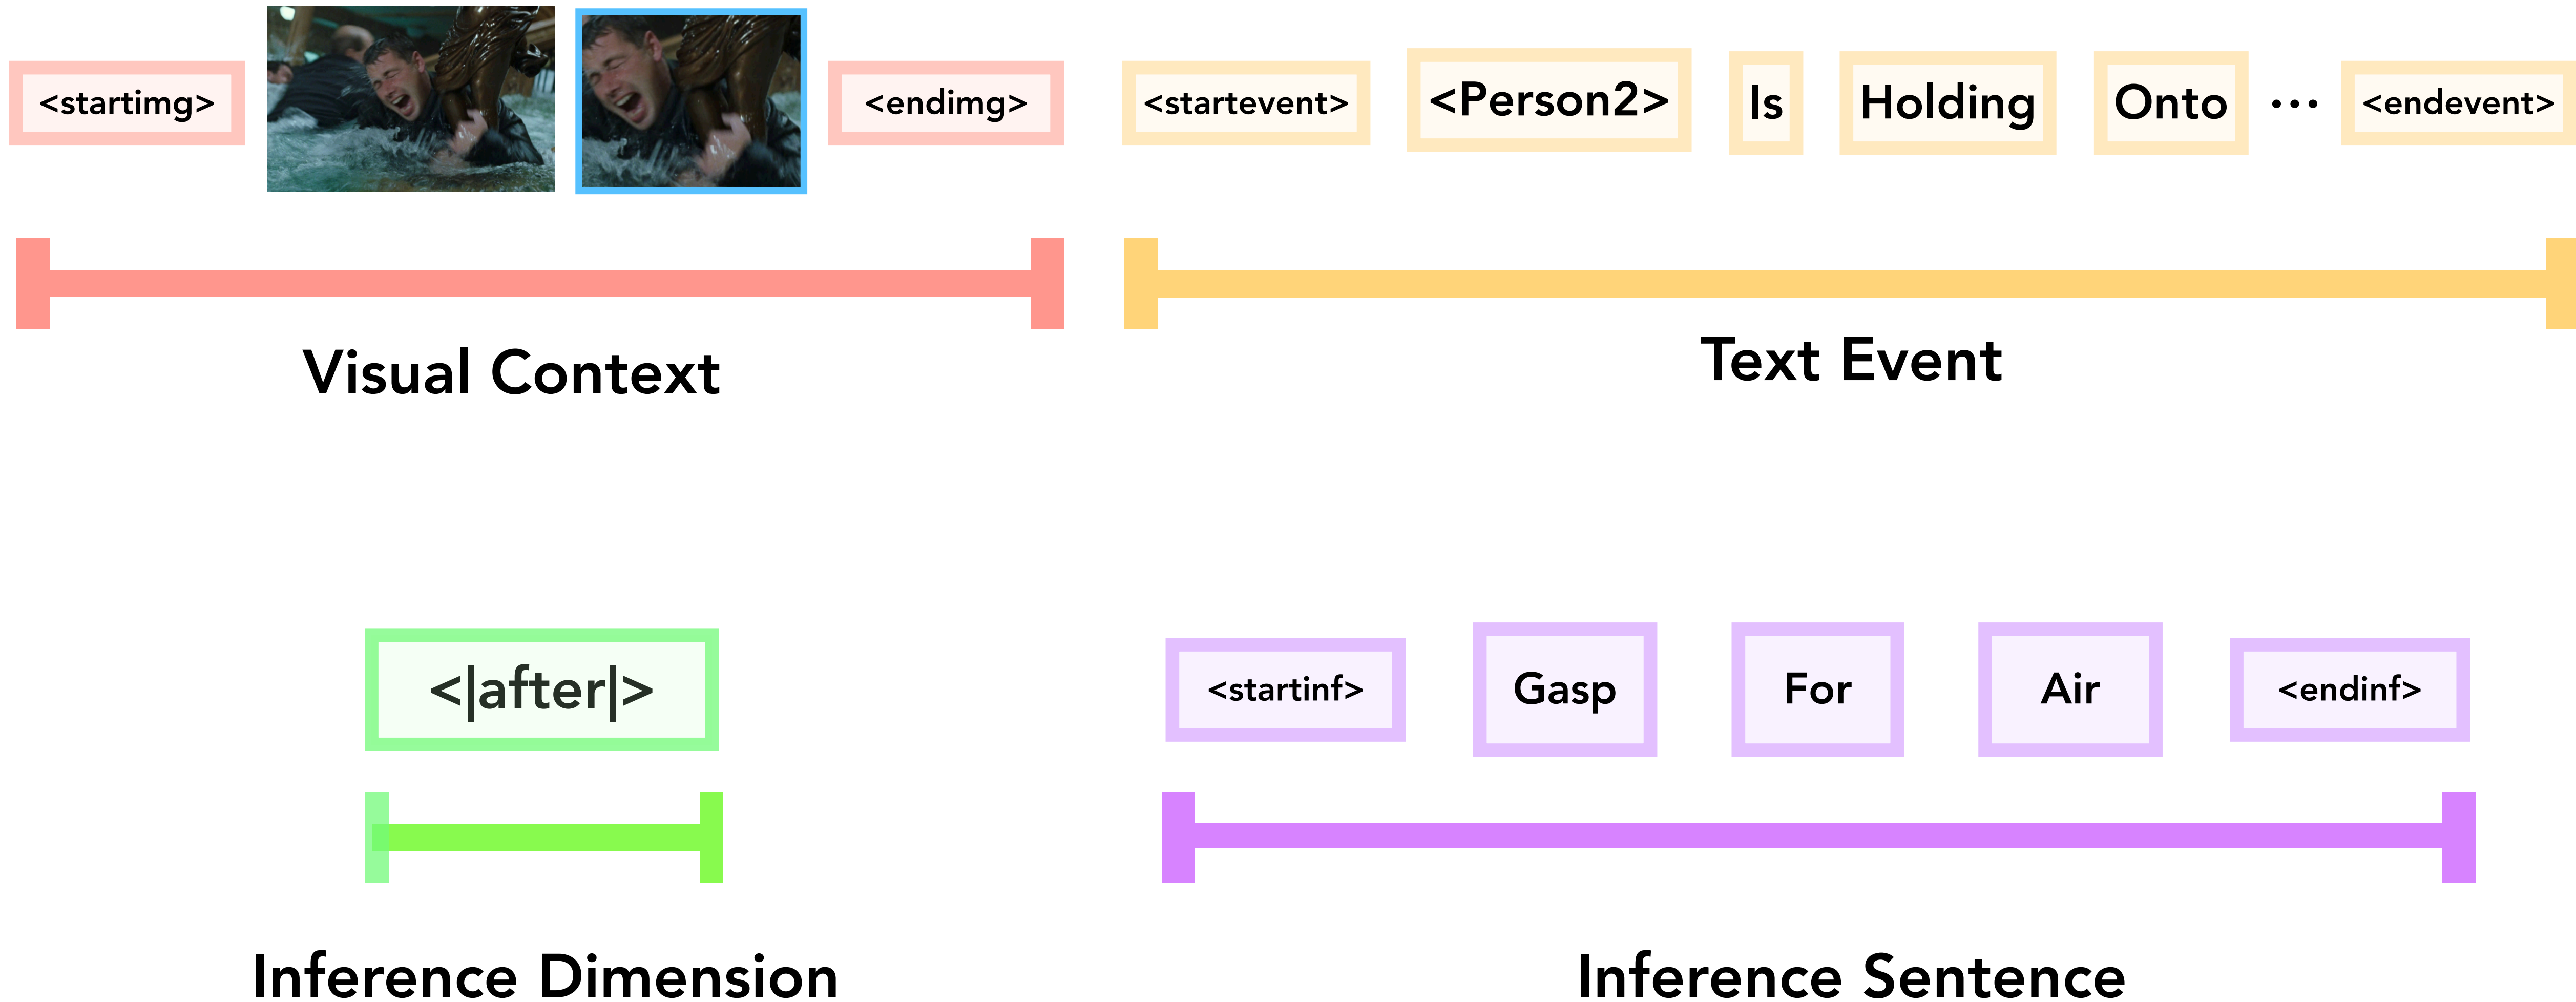 <startimg> <endimg> <startevent> <Person2> Is Holding Onto ... <endevent>
Visual Context Text Event
<|after|> <startinf> Gasp For Air <endinf>
Inference Dimension Inference Sentence